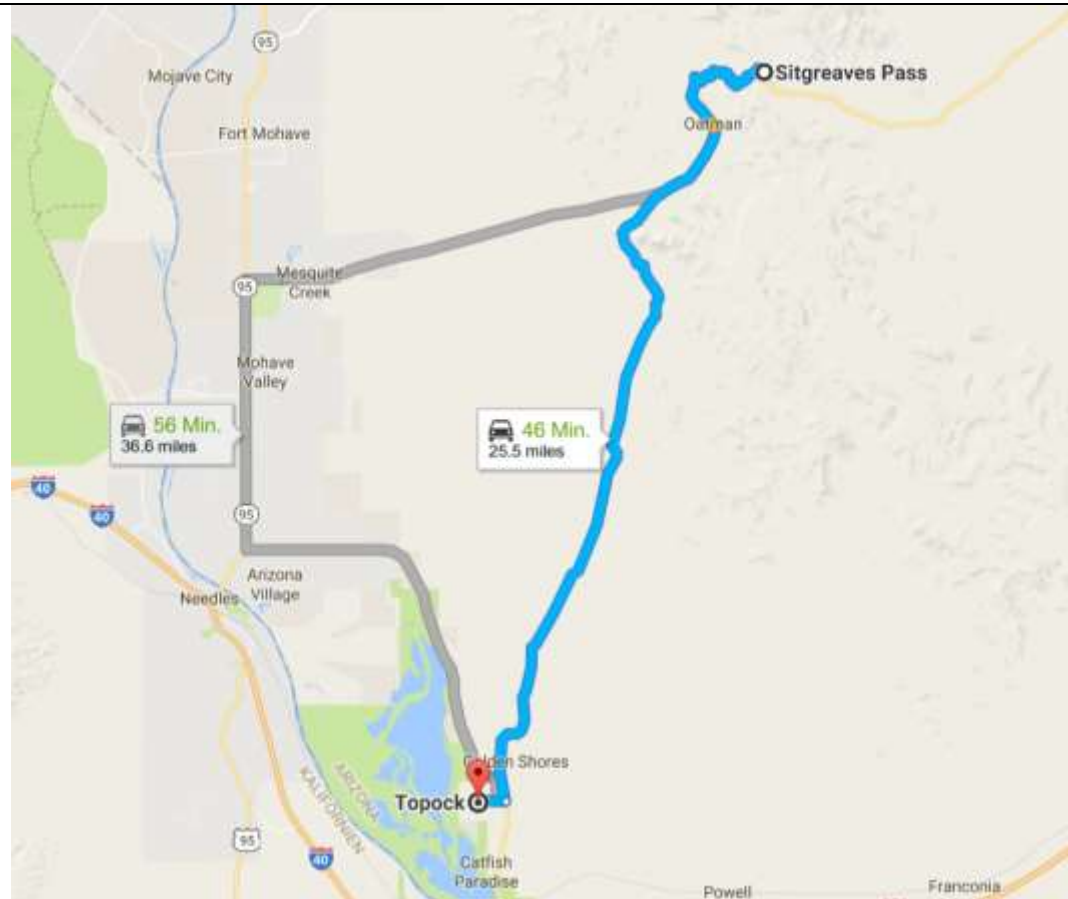 95
Mojave City
Sitgreaves Pass
Oatman
Fort Mohave
Mesquite
Creek
95
Mohave
Valley
56 Min.
36.6 miles
46 Min.
25.5 miles
40
40
95
Arizona
Village
Needles
Golden Shores
Topock
ARIZONA
KALIFORNIEN
95
40
Catfish
Paradise
Powell
Franconia